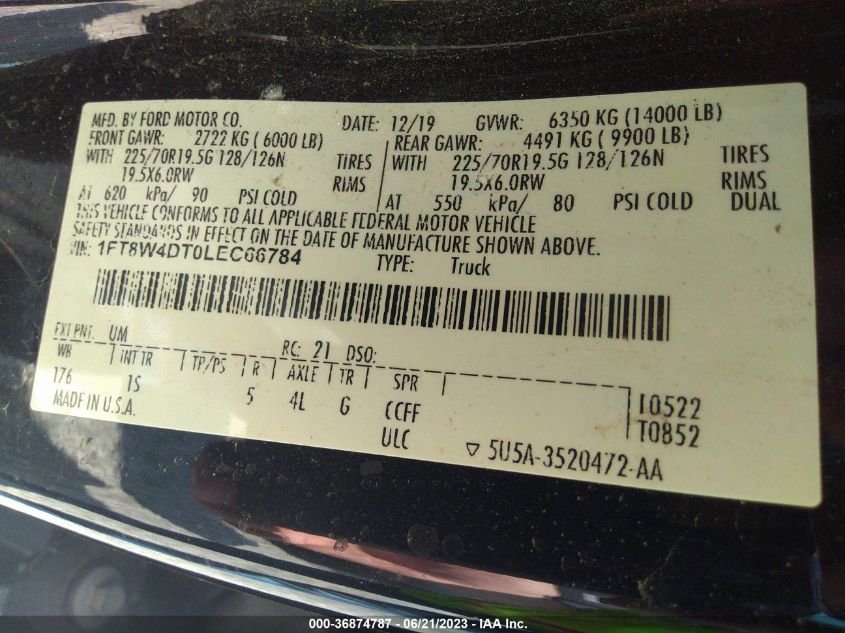 MFD. BY FORD MOTOR CO. DATE: 12/19 GVWR: 6350 KG (14000 LB)
FRONT GAWR: 2722 KG (6000 LB) REAR GAWR: 4491 KG (9900 LB)
WITH 225/70R19.5G 128/126N TIRES WITH 225/70R19.5G 128/126N TIRES
19.5X6.0RW RIMS 19.5X6.0RW RIMS
AT 620 kPa/ 90 PSI COLD AT 550 kPa/ 80 PSI COLD DUAL
THIS VEHICLE CONFORMS TO ALL APPLICABLE FEDERAL MOTOR VEHICLE
SAFETY STANDARDS IN EFFECT ON THE DATE OF MANUFACTURE SHOWN ABOVE.
VIN: 1FT8W4DT0LEC66784 TYPE: Truck
EXT PNT: UM RC: 21 DSO:
WB INT TR TP/PS R AXLE TR SPR
176 TS 5 4L G CCFF T0522
MADE IN U.S.A. ULC T0852
▽ 5U5A-3520472-AA
000-36874787 - 06/21/2023 - IAA Inc.